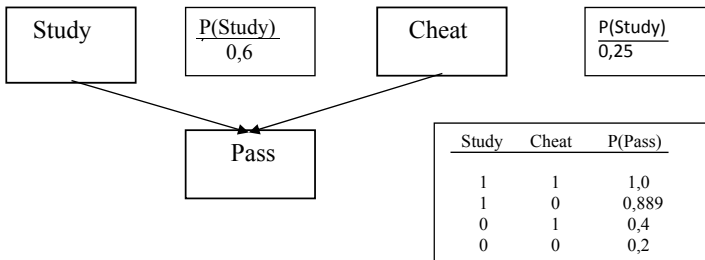 Study
P(Study)
0,6
Cheat
P(Study)
0,25
Pass
Study Cheat P(Pass)
1 1 1,0
1 0 0,889
0 1 0,4
0 0 0,2